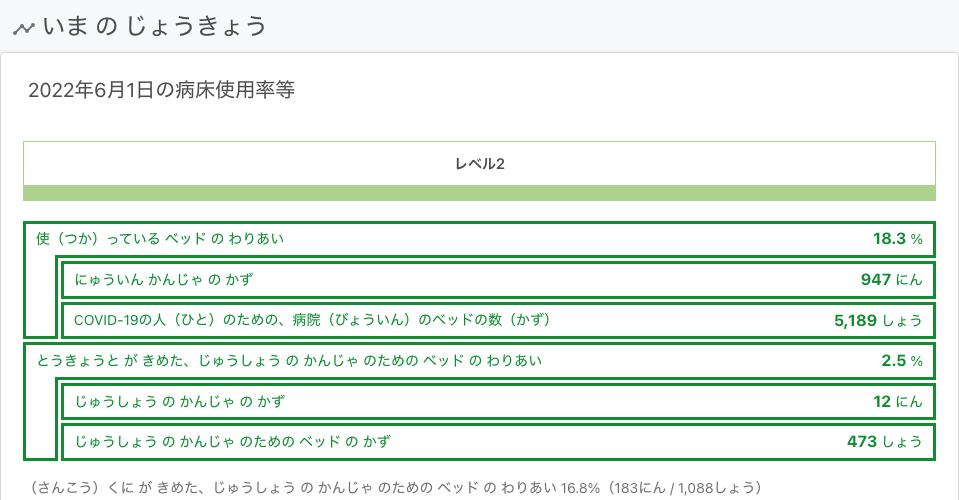 いま の じょうきょう
2022年6月1日の病床使用率等
レベル2
使（つか）っている ベッド の わりあい 18.3 %
にゅういん かんじゃ の かず 947 にん
COVID-19の人（ひと）のための、病院（びょういん）のベッドの数（かず） 5,189 しょう
とうきょうと が きめた、じゅうしょう の かんじゃ のための ベッド の わりあい 2.5 %
じゅうしょう の かんじゃ の かず 12 にん
じゅうしょう の かんじゃ のための ベッド の かず 473 しょう
（さんこう）くに が きめた、じゅうしょう の かんじゃ のための ベッド の わりあい 16.8%（183にん / 1,088しょう）